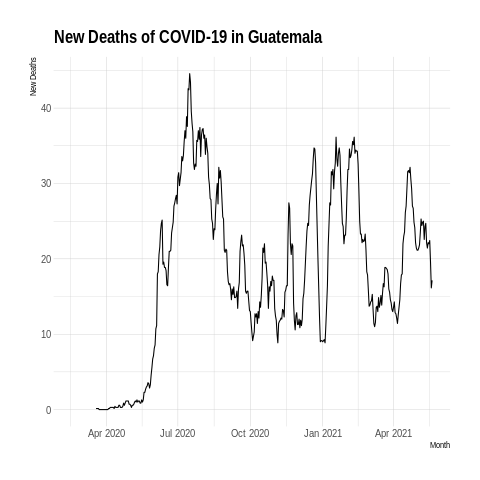 New Deaths of COVID-19 in Guatemala
New Deaths
40
30
20
10
0
Apr 2020 Jul 2020 Oct 2020 Jan 2021 Apr 2021
Month